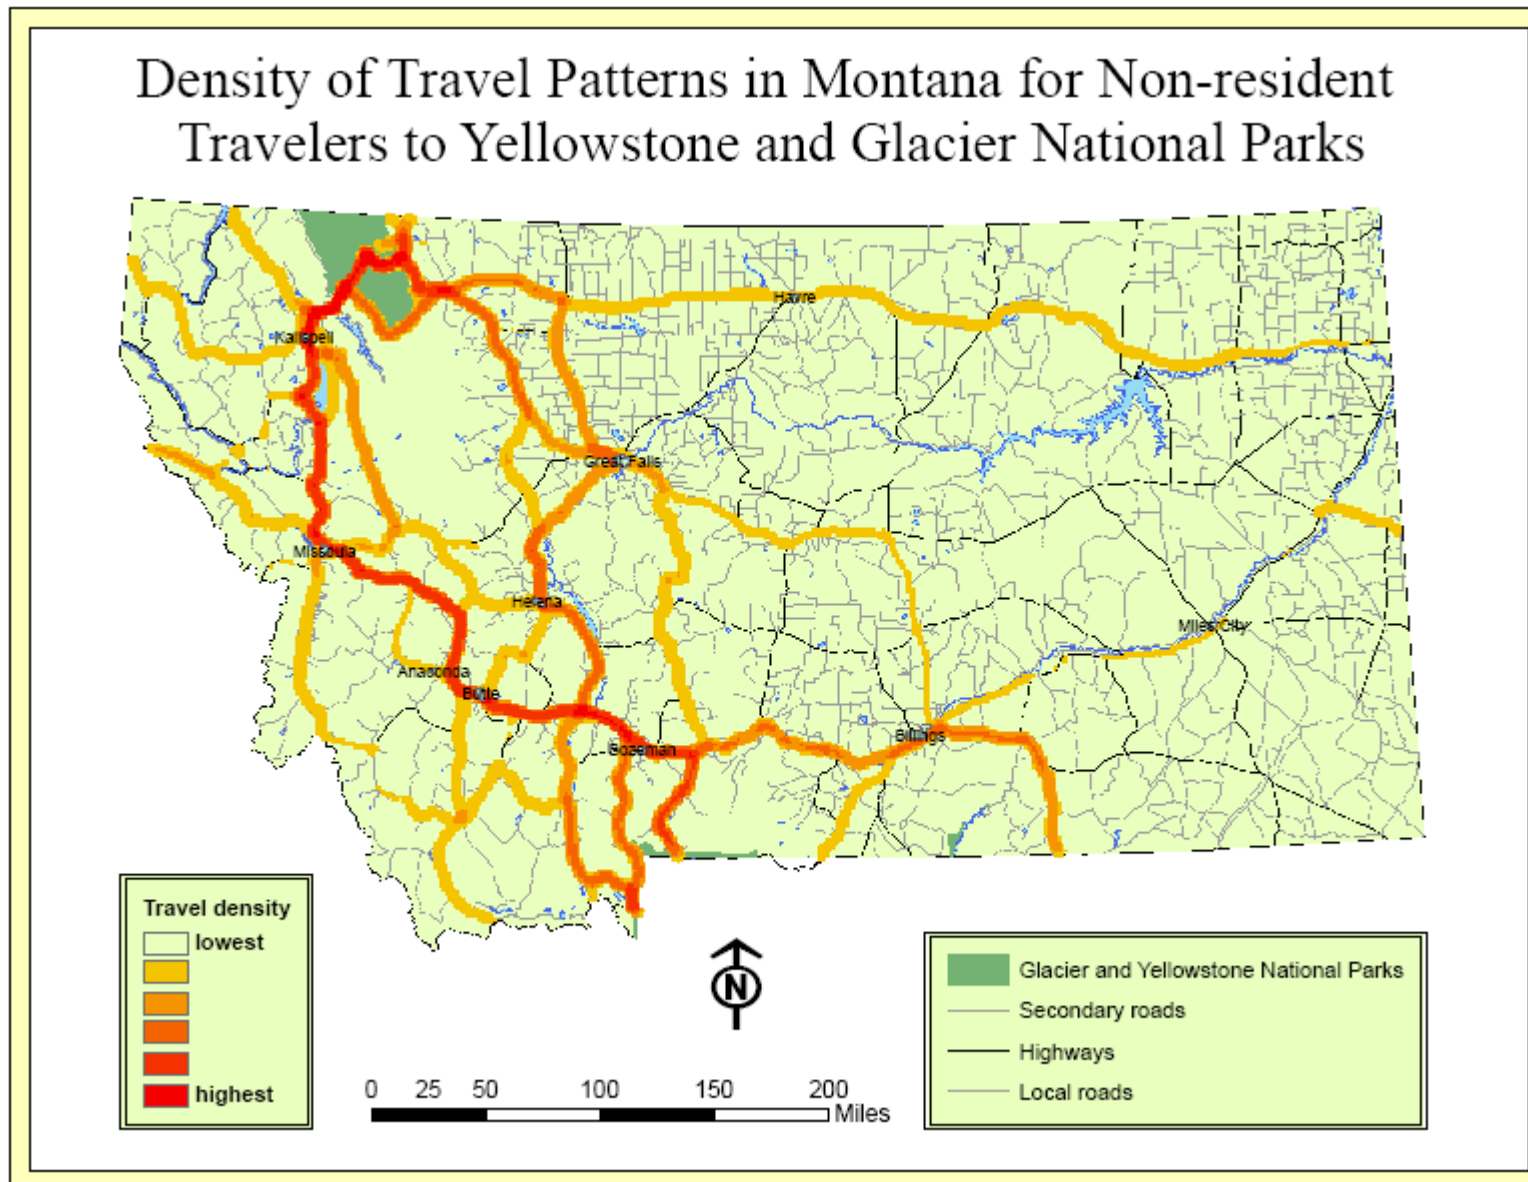 Density of Travel Patterns in Montana for Non-resident
Travelers to Yellowstone and Glacier National Parks
Havre
Kalispell
Great Falls
Missoula
Helena
Miles City
Anaconda
Butte
Billings
Bozeman
Travel density
lowest
highest
N
0 25 50 100 150 200
Miles
Glacier and Yellowstone National Parks
Secondary roads
Highways
Local roads